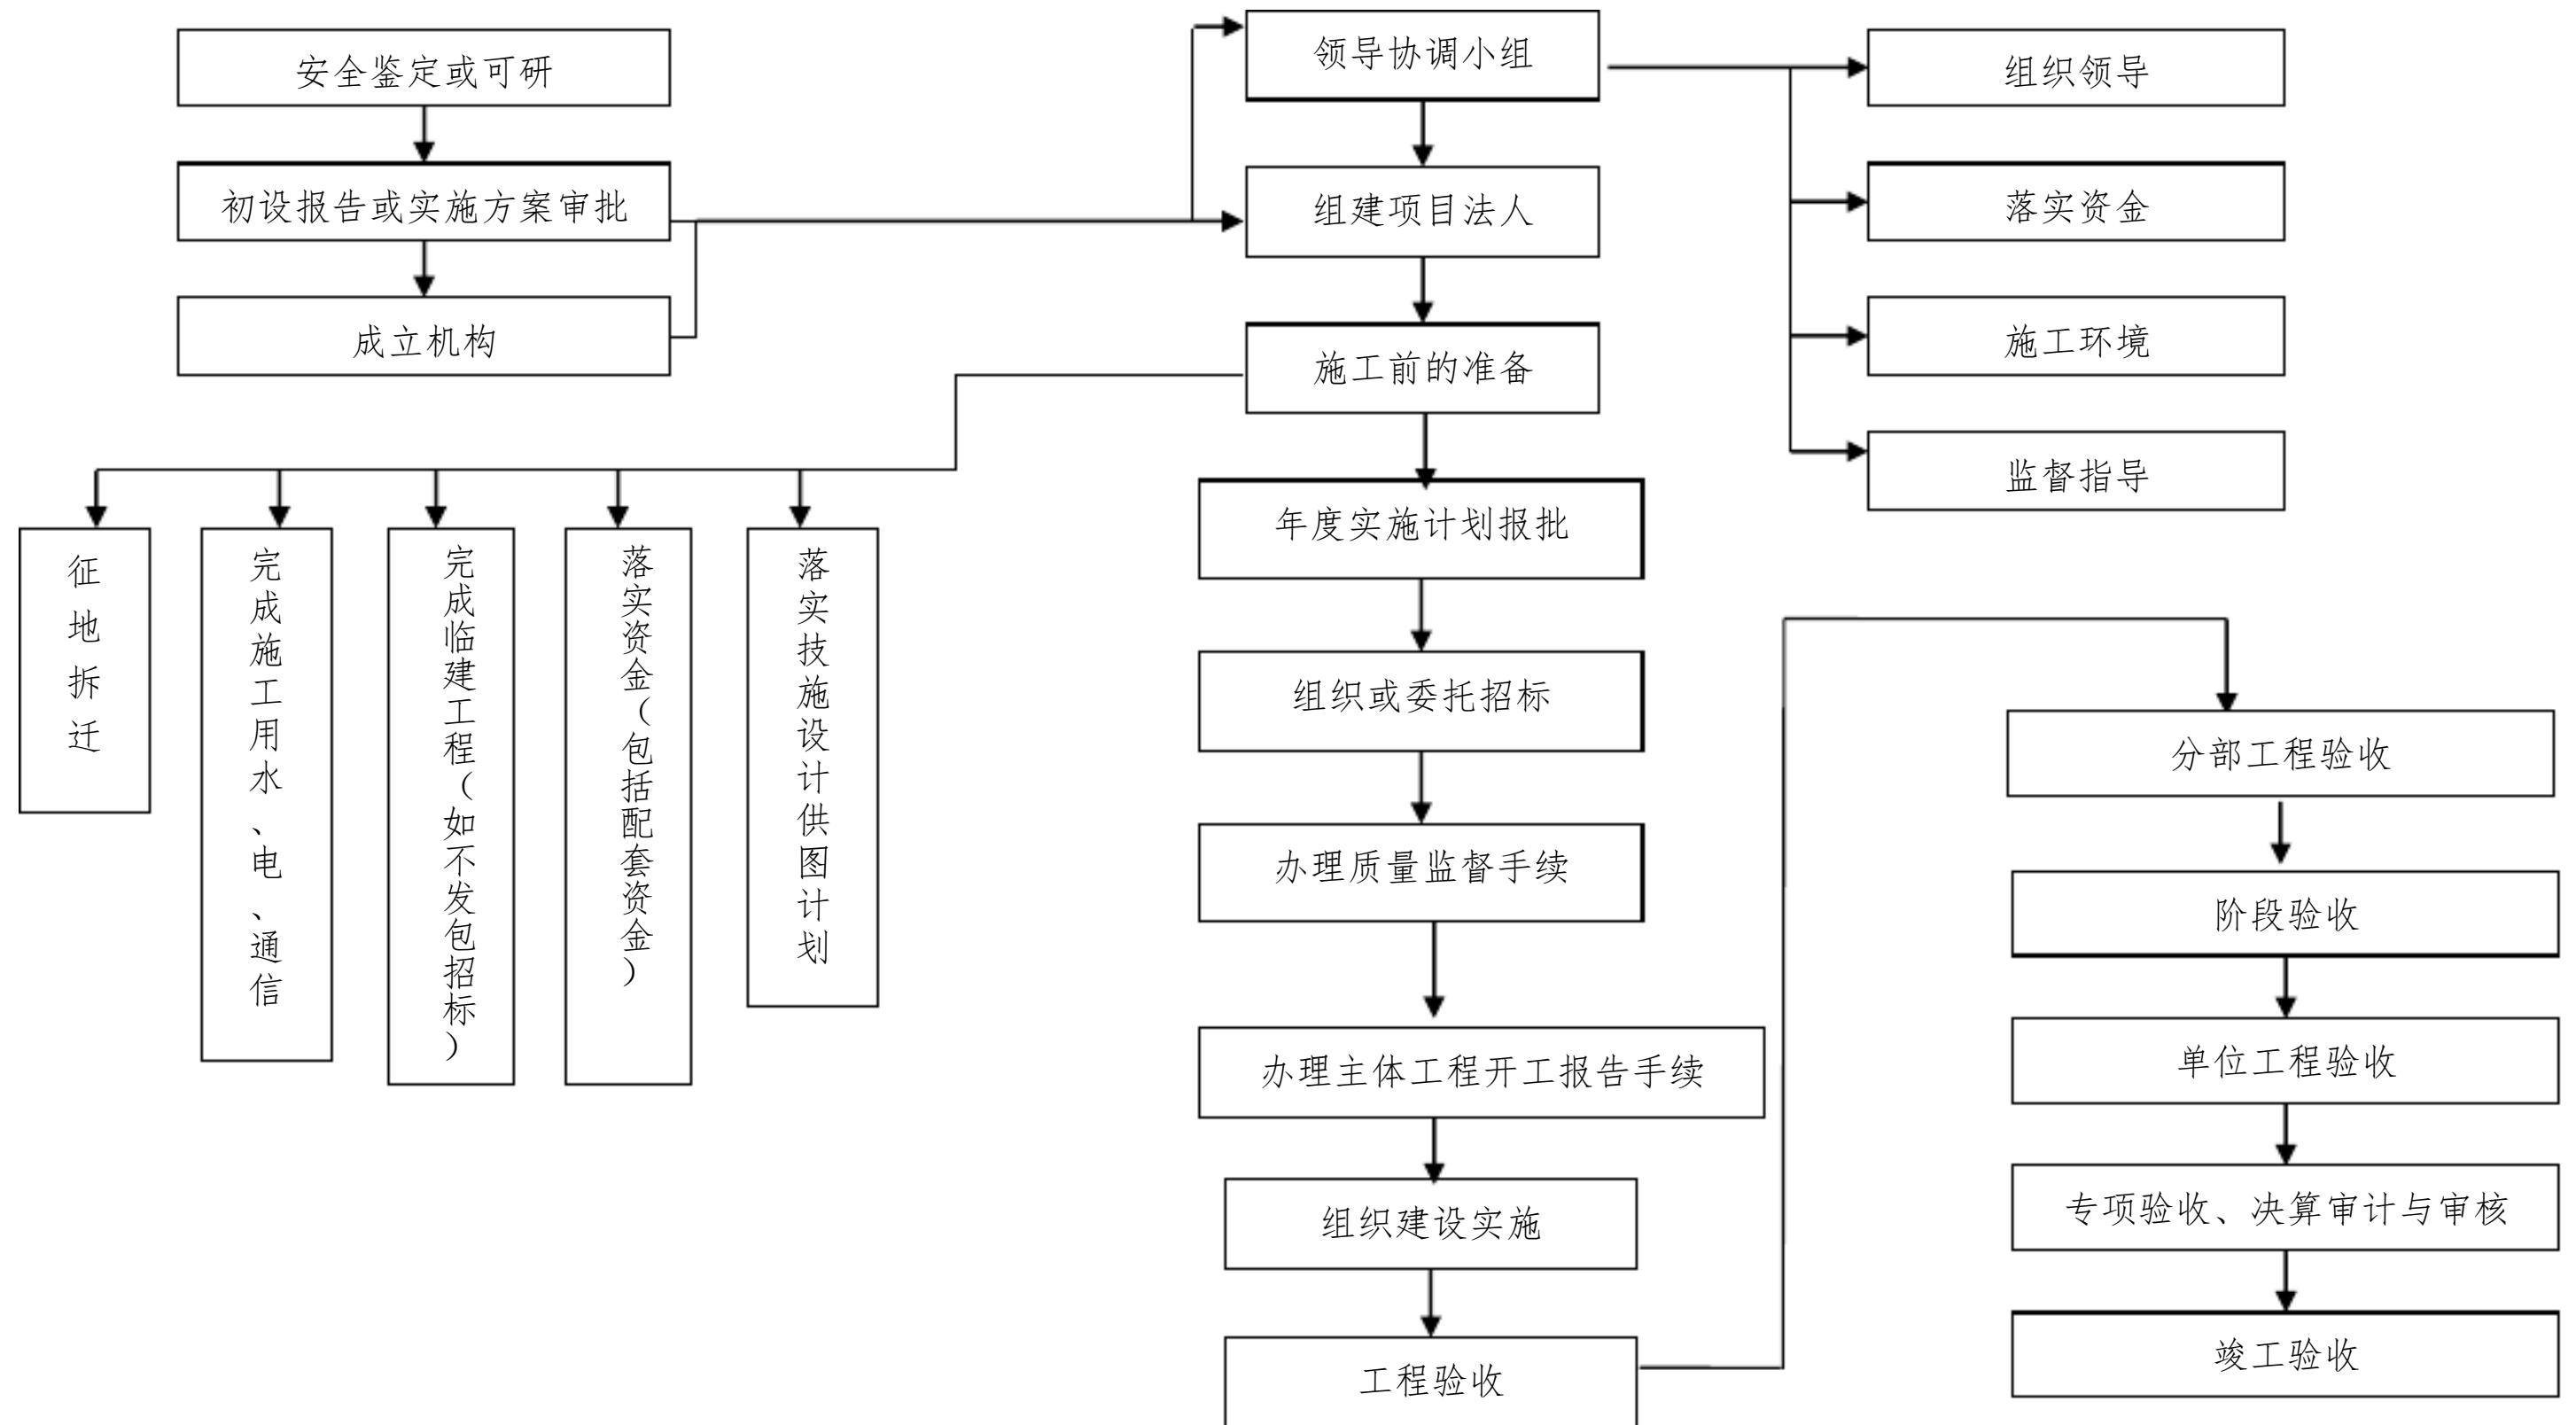 安全鉴定或可研
初设报告或实施方案审批
成立机构
领导协调小组
组建项目法人
施工前的准备
组织领导
落实资金
施工环境
监督指导
征地拆迁
完成施工用水、电、通信
完成临建工程（如不发包招标）
落实资金（包括配套资金）
落实技施设计供图计划
年度实施计划报批
组织或委托招标
办理质量监督手续
办理主体工程开工报告手续
组织建设实施
工程验收
分部工程验收
阶段验收
单位工程验收
专项验收、决算审计与审核
竣工验收